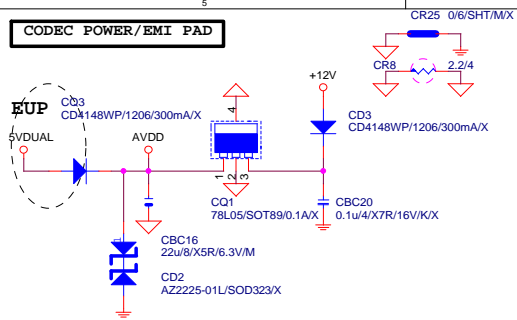 5
CODEC POWER/EMI PAD
CR25 0/6/SHT/M/X
CR8 2.2/4
+12V
EUP
CQ3
CD4148WP/1206/300mA/X
4
CD3
CD4148WP/1206/300mA/X
5VDUAL
AVDD
1 2 3
CQ1
78L05/SOT89/0.1A/X
CBC20
0.1u/4/X7R/16V/K/X
1
CBC16
22u/8/X5R/6.3V/M
CD2
AZ2225-01L/SOD323/X